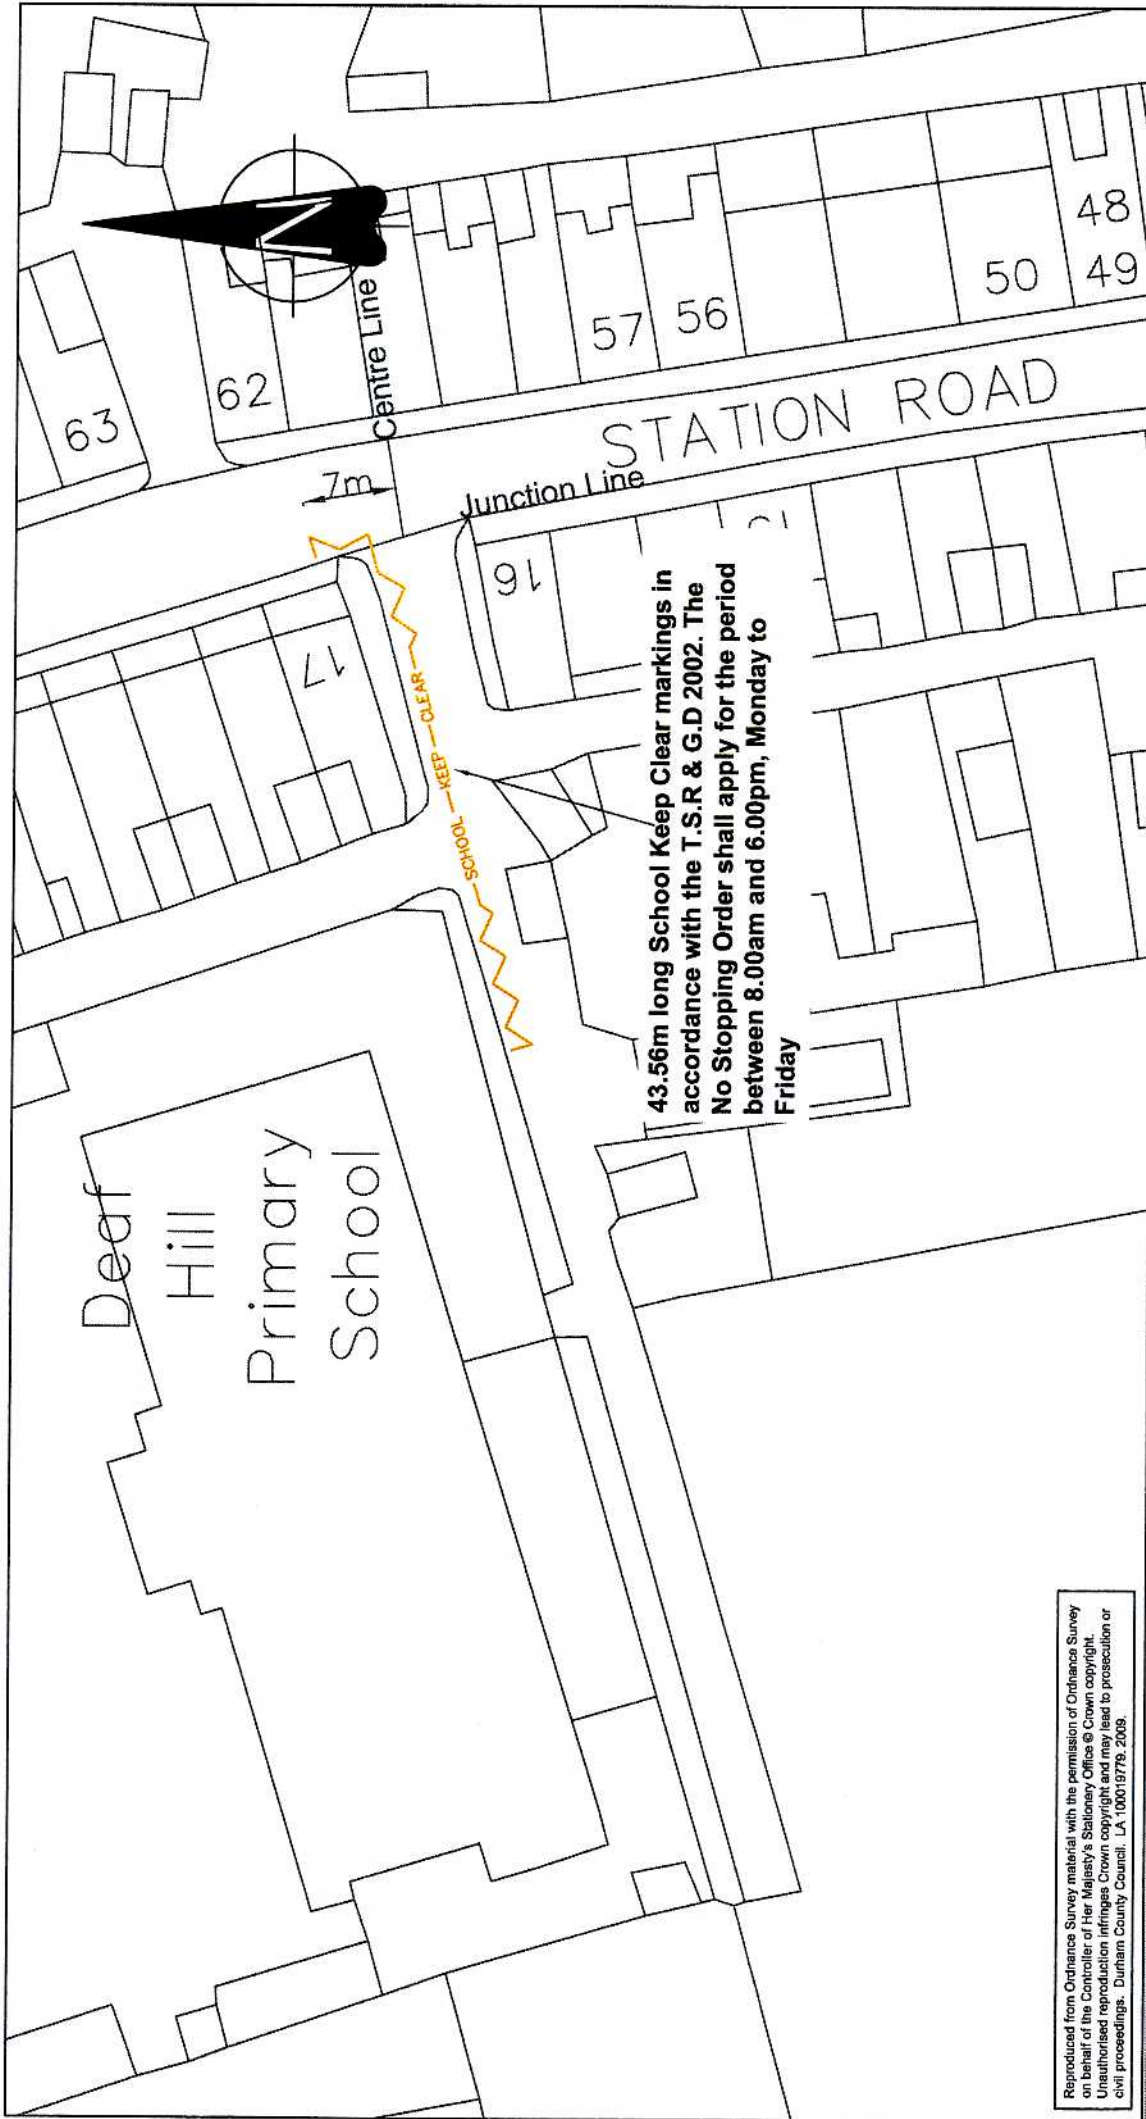 Deaf
Hill
Primary
School
63
62
N
Centre Line
7m
57
56
50
48
49
STATION ROAD
Junction Line
17
16
SCHOOL KEEP CLEAR
43.56m long School Keep Clear markings in
accordance with the T.S.R & G.D 2002. The
No Stopping Order shall apply for the period
between 8.00am and 6.00pm, Monday to
Friday
Reproduced from Ordnance Survey material with the permission of Ordnance Survey
on behalf of the Controller of Her Majesty's Stationery Office © Crown copyright.
Unauthorised reproduction infringes Crown copyright and may lead to prosecution or
civil proceedings. Durham County Council. LA 100019779. 2009.